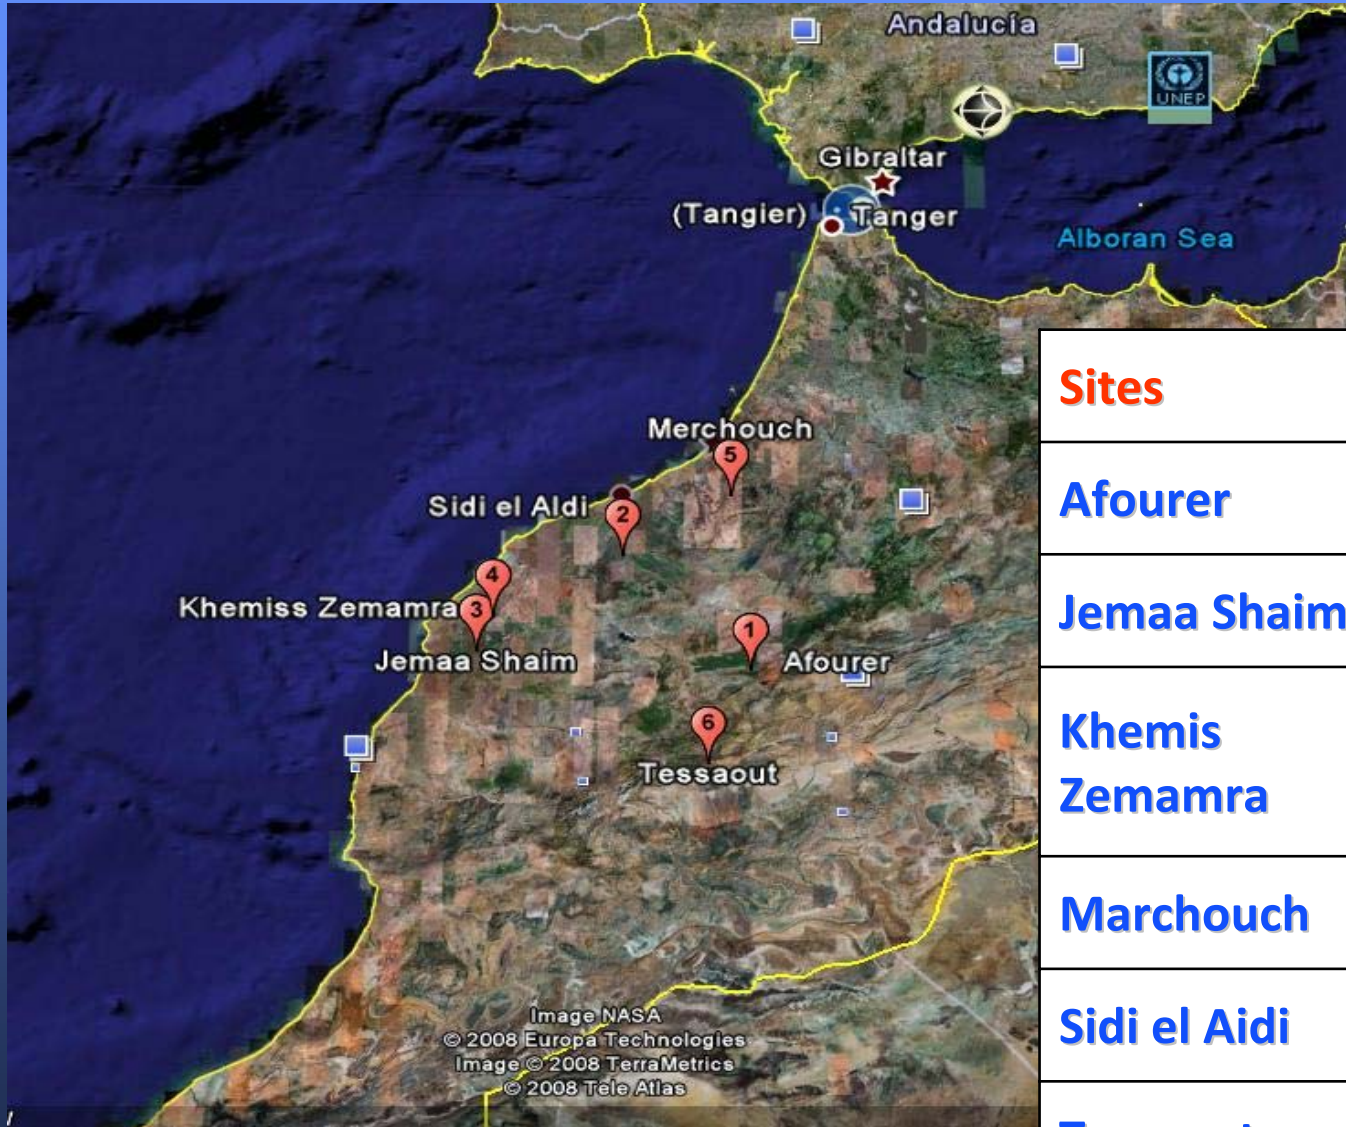 Andalucía
UNEP
Gibraltar
(Tangier) Tanger
Alboran Sea
Merchouch
5
Sidi el Aldi
2
4
Khemiss Zemamra
3
1
Jemaa Shaim
Afourer
6
Tessaout
Image NASA
© 2008 Europa Technologies
Image © 2008 TerraMetrics
© 2008 Tele Atlas
Sites
Afourer
Jemaa Shaim
Khemis
Zemamra
Marchouch
Sidi el Aidi